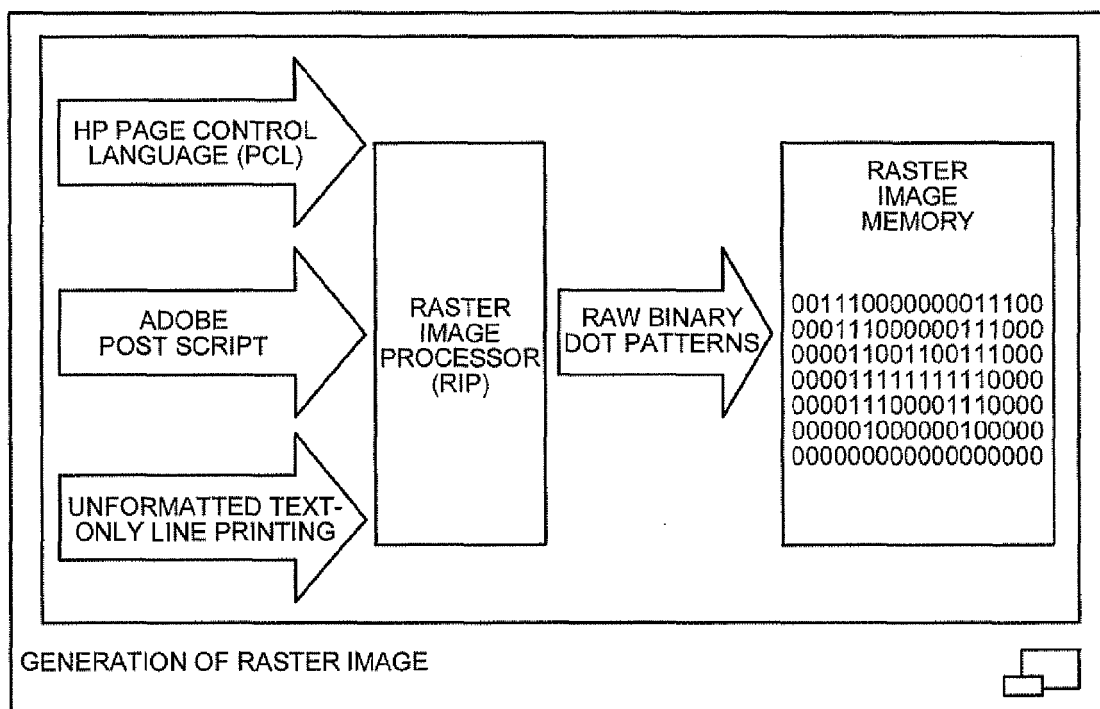 HP PAGE CONTROL
LANGUAGE (PCL)
ADOBE
POST SCRIPT
UNFORMATTED TEXT-
ONLY LINE PRINTING
RASTER
IMAGE
PROCESSOR
(RIP)
RAW BINARY
DOT PATTERNS
RASTER
IMAGE
MEMORY
001110000000011100
000111000000111000
000011001100111000
000011111111110000
000011100001110000
000001000000100000
000000000000000000
GENERATION OF RASTER IMAGE